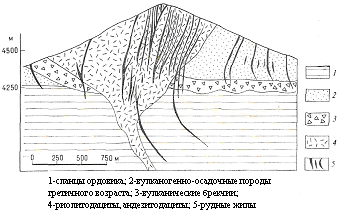 м
4500
4250
0 250 500 750 м
1
2
3
4
5
1-сланцы ордовика; 2-вулканогенно-осадочные породы
третичного возраста; 3-вулканические брекчии;
4-риолитодациты, андезитодациты; 5-рудные жилы